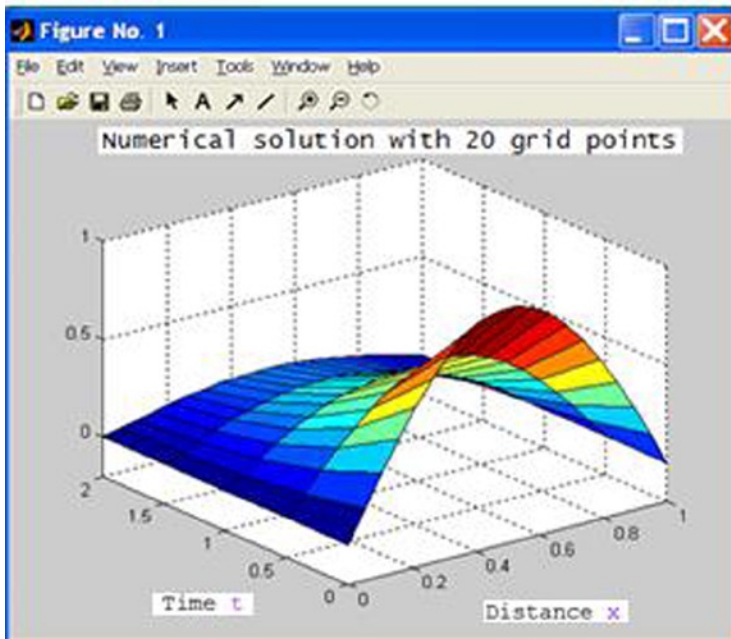 Figure No. 1
File Edit View Insert Tools Window Help
A
Numerical solution with 20 grid points
1
0.5
0
2
1.5
1
0.5
0
0
0.2
0.4
0.6
0.8
1
Time t
Distance x